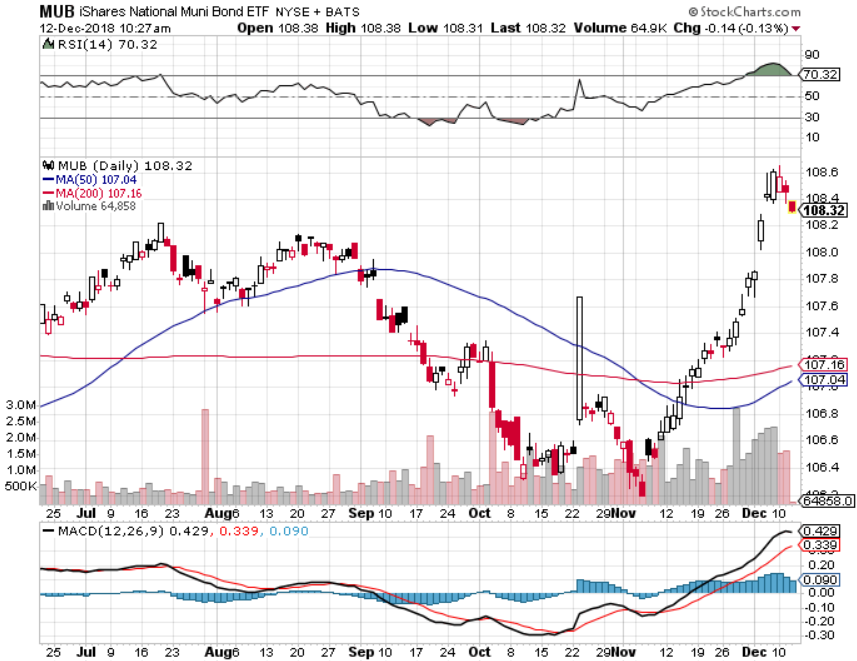 MUB iShares National Muni Bond ETF NYSE + BATS © StockCharts.com
12-Dec-2018 10:27am Open 108.38 High 108.38 Low 108.31 Last 108.32 Volume 64.9K Chg -0.14 (-0.13%)
RSI(14) 70.32
90
70.32
50
30
10
MUB (Daily) 108.32
MA(50) 107.04
MA(200) 107.16
Volume 64,858
108.6
108.4
108.32
108.2
108.0
107.8
107.6
107.4
107.16
107.04
106.8
106.6
106.4
64858.0
3.0M
2.5M
2.0M
1.5M
1.0M
500K
25 Jul 9 16 23 Aug 6 13 20 27 Sep 10 17 24 Oct 8 15 22 29 Nov 12 19 26 Dec 10
MACD(12,26,9) 0.429, 0.339, 0.090
0.429
0.339
0.20
0.090
0.00
-0.10
-0.20
-0.30
25 Jul 9 16 23 Aug 6 13 20 27 Sep 10 17 24 Oct 8 15 22 29 Nov 12 19 26 Dec 10